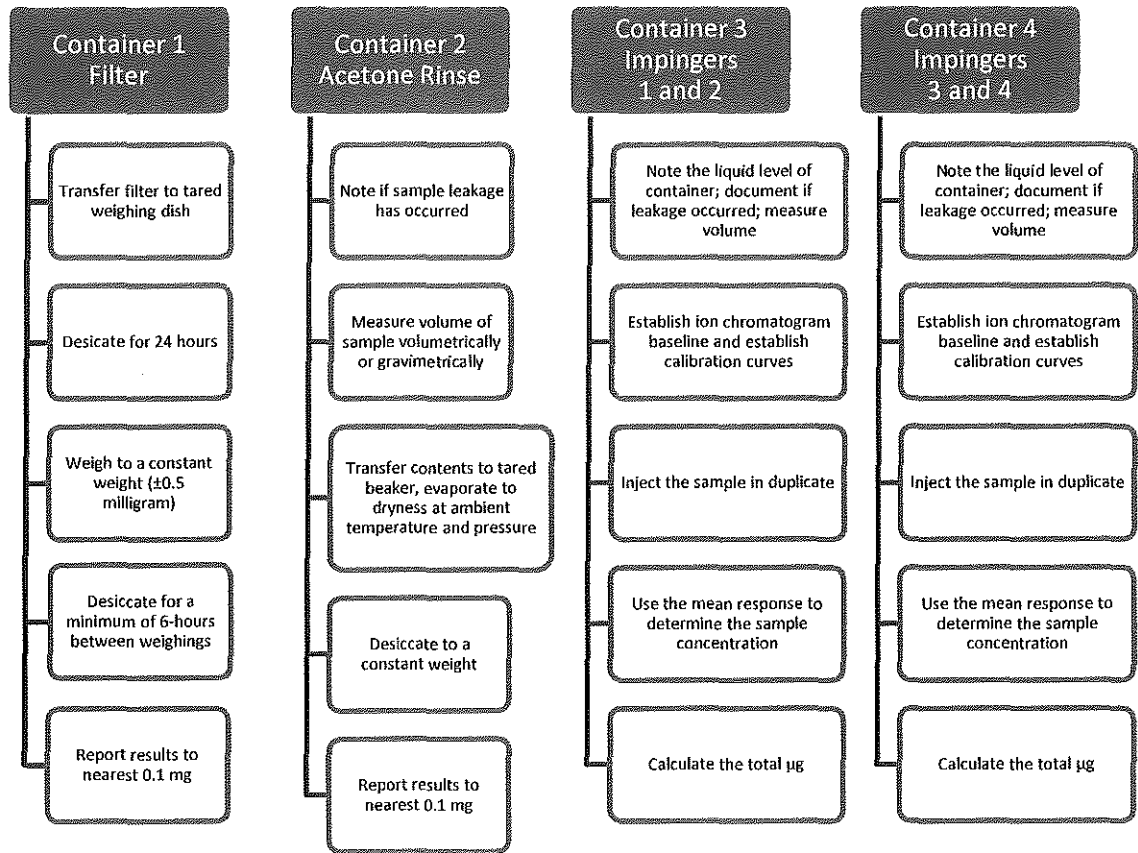 Container 1
Filter
Transfer filter to tared
weighing dish
Desicate for 24 hours
Weigh to a constant
weight (±0.5
milligram)
Desiccate for a
minimum of 6-hours
between weighings
Report results to
nearest 0.1 mg
Container 2
Acetone Rinse
Note if sample leakage
has occurred
Measure volume of
sample volumetrically
or gravimetrically
Transfer contents to tared
beaker, evaporate to
dryness at ambient
temperature and pressure
Desiccate to a
constant weight
Report results to
nearest 0.1 mg
Container 3
Impingers
1 and 2
Note the liquid level of
container; document if
leakage occurred; measure
volume
Establish ion chromatogram
baseline and establish
calibration curves
Inject the sample in duplicate
Use the mean response to
determine the sample
concentration
Calculate the total µg
Container 4
Impingers
3 and 4
Note the liquid level of
container; document if
leakage occurred; measure
volume
Establish ion chromatogram
baseline and establish
calibration curves
Inject the sample in duplicate
Use the mean response to
determine the sample
concentration
Calculate the total µg